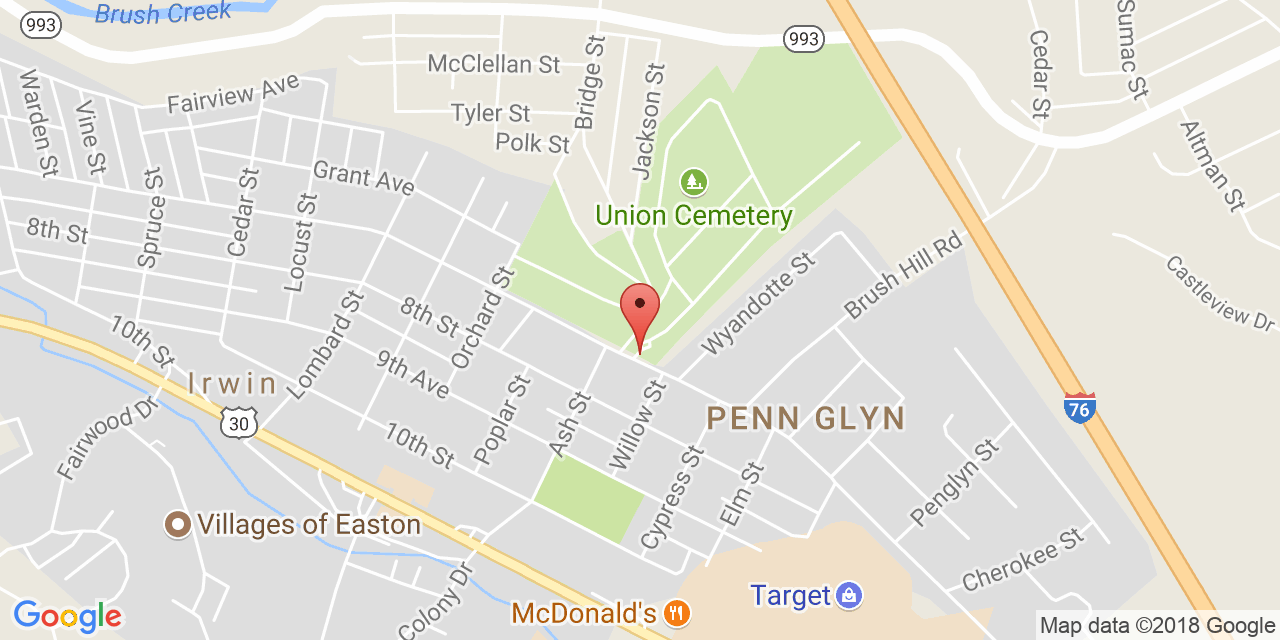 Brush Creek
993
993
Sumac St
Cedar St
McClellan St
Bridge St
Jackson St
Warden St
Vine St
Fairview Ave
Tyler St
Polk St
Altman St
Grant Ave
Spruce St
Cedar St
Locust St
Union Cemetery
8th St
Wyandotte St
Brush Hill Rd
Castleview Dr
Orchard St
Lombard St
8th St
10th St
9th Ave
Irwin
Poplar St
Ash St
Willow St
PENN GLYN
76
30
Fairwood Dr
10th St
Cypress St
Elm St
Penglyn St
Villages of Easton
Cherokee St
Colony Dr
Target
McDonald's
Google
Map data ©2018 Google